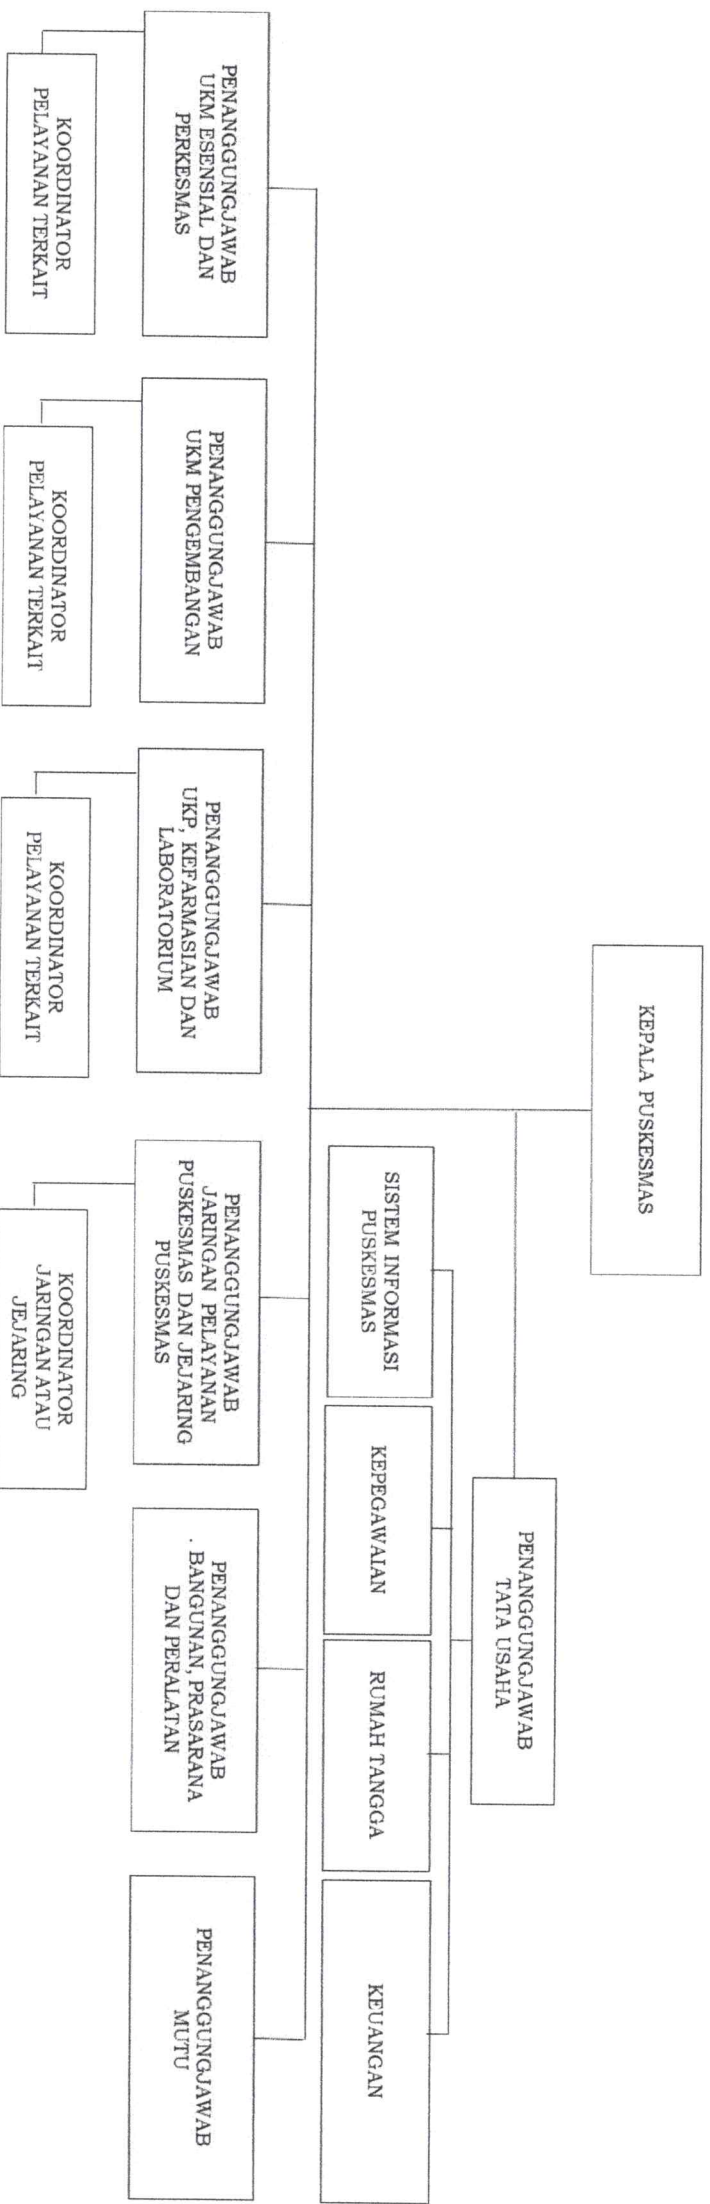 KEPALA PUSKESMAS
PENANGGUNGJAWAB
TATA USAHA
SISTEM INFORMASI
PUSKESMAS
KEPEGAWAIAN
RUMAH TANGGA
KEUANGAN
PENANGGUNGJAWAB
UKM ESENSIAL DAN
PERKESMAS
PENANGGUNGJAWAB
UKM PENGEMBANGAN
PENANGGUNGJAWAB
UKP, KEFARMASIAN DAN
LABORATORIUM
PENANGGUNGJAWAB
JARINGAN PELAYANAN
PUSKESMAS DAN JEJARING
PUSKESMAS
PENANGGUNGJAWAB
. BANGUNAN, PRASARANA
DAN PERALATAN
PENANGGUNGJAWAB
MUTU
KOORDINATOR
PELAYANAN TERKAIT
KOORDINATOR
PELAYANAN TERKAIT
KOORDINATOR
PELAYANAN TERKAIT
KOORDINATOR
JARINGAN ATAU
JEJARING